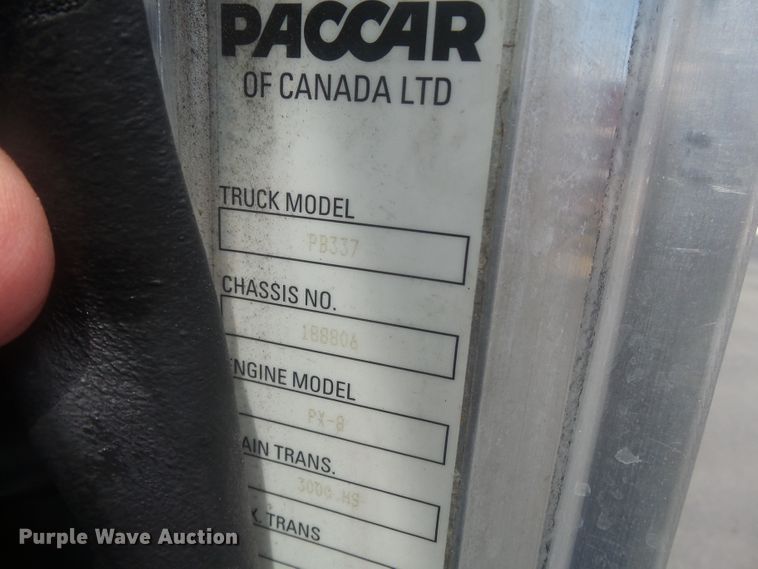 PACCAR
OF CANADA LTD
TRUCK MODEL
PB337
CHASSIS NO.
188806
ENGINE MODEL
PX-8
AIN TRANS.
3000 HS
. TRANS
Purple Wave Auction